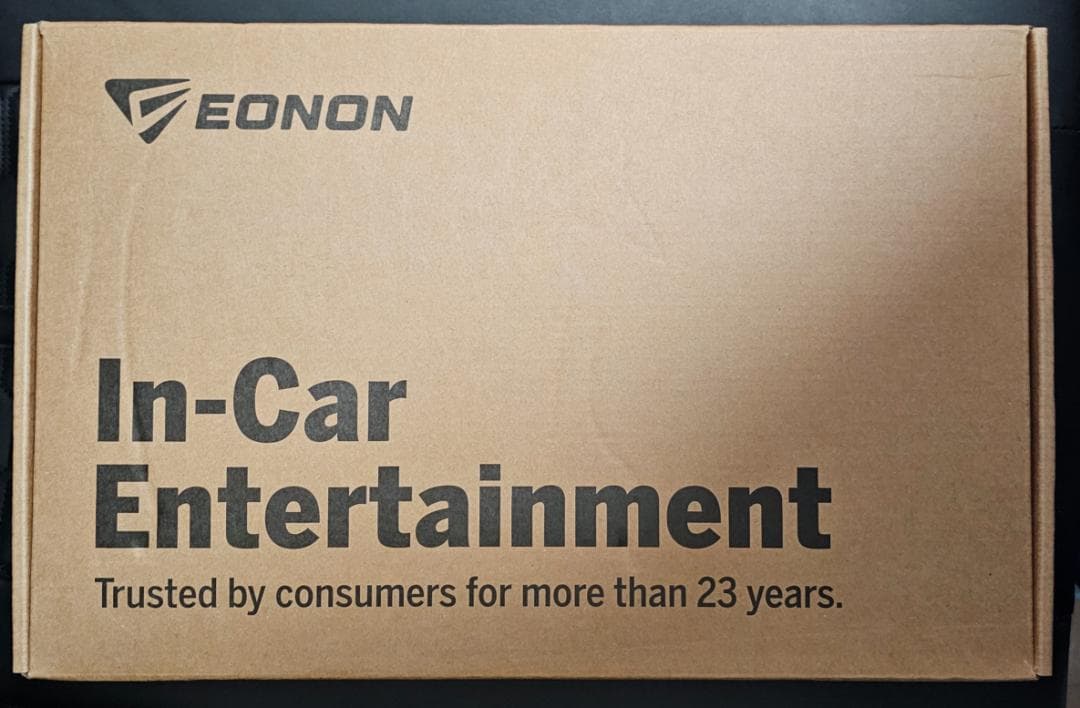 EONON
In-Car
Entertainment
Trusted by consumers for more than 23 years.